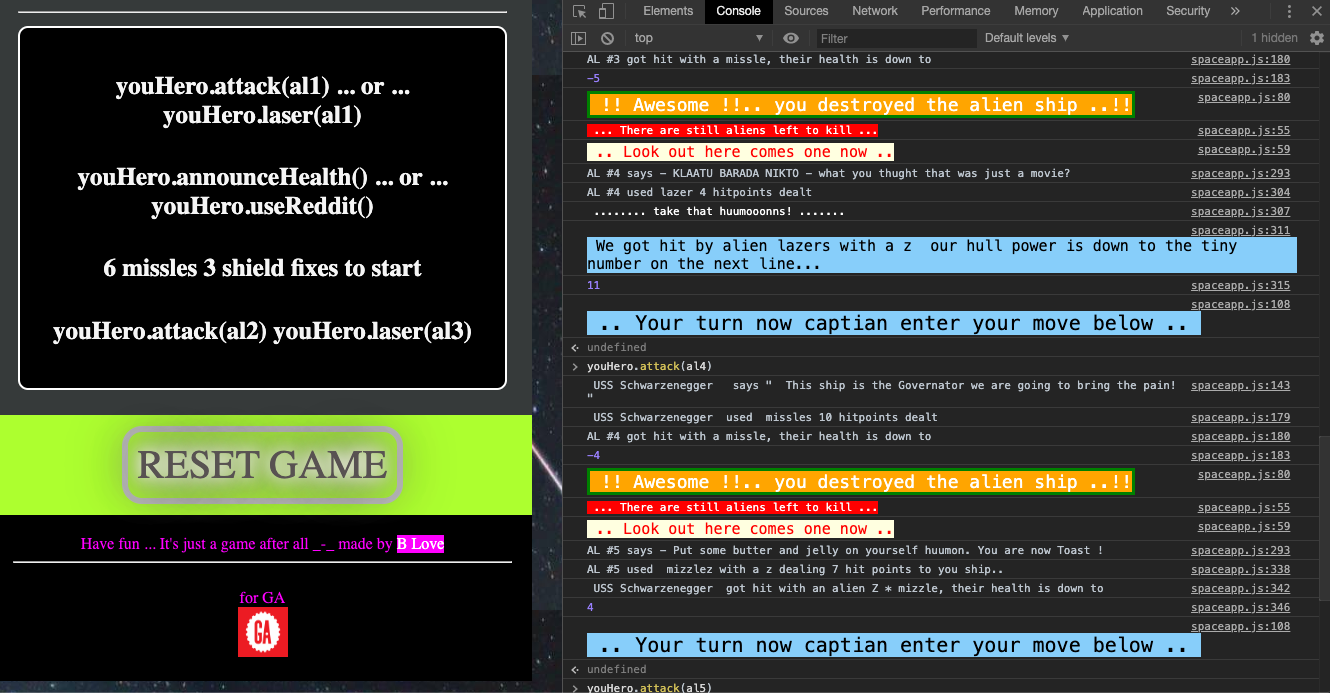 youHero.attack(al1) ... or ...
youHero.laser(al1)
youHero.announceHealth() ... or ...
youHero.useReddit()
6 missles 3 shield fixes to start
youHero.attack(al2) youHero.laser(al3)
RESET GAME
Have fun ... It's just a game after all _-_ made by B Love
for GA
GA
Elements Console Sources Network Performance Memory Application Security »
top Filter Default levels ▼ 1 hidden
AL #3 got hit with a missle, their health is down to spaceapp.js:180
-5 spaceapp.js:183
!! Awesome !!.. you destroyed the alien ship ..!! spaceapp.js:80
... There are still aliens left to kill ... spaceapp.js:55
.. Look out here comes one now .. spaceapp.js:59
AL #4 says - KLAATU BARADA NIKTO - what you thught that was just a movie? spaceapp.js:293
AL #4 used lazer 4 hitpoints dealt spaceapp.js:304
........ take that huumooonns! ....... spaceapp.js:307
spaceapp.js:311
We got hit by alien lazers with a z  our hull power is down to the tiny
number on the next line...
11 spaceapp.js:315
spaceapp.js:108
.. Your turn now captian enter your move below ..
undefined
youHero.attack(al4)
USS Schwarzenegger   says "  This ship is the Governator we are going to bring the pain! spaceapp.js:143
"
USS Schwarzenegger  used  missles 10 hitpoints dealt spaceapp.js:179
AL #4 got hit with a missle, their health is down to spaceapp.js:180
-4 spaceapp.js:183
!! Awesome !!.. you destroyed the alien ship ..!! spaceapp.js:80
... There are still aliens left to kill ... spaceapp.js:55
.. Look out here comes one now .. spaceapp.js:59
AL #5 says - Put some butter and jelly on yourself huumon. You are now Toast ! spaceapp.js:293
AL #5 used  mizzlez with a z dealing 7 hit points to you ship.. spaceapp.js:338
USS Schwarzenegger  got hit with an alien Z * mizzle, their health is down to spaceapp.js:342
4 spaceapp.js:346
spaceapp.js:108
.. Your turn now captian enter your move below ..
undefined
youHero.attack(al5)